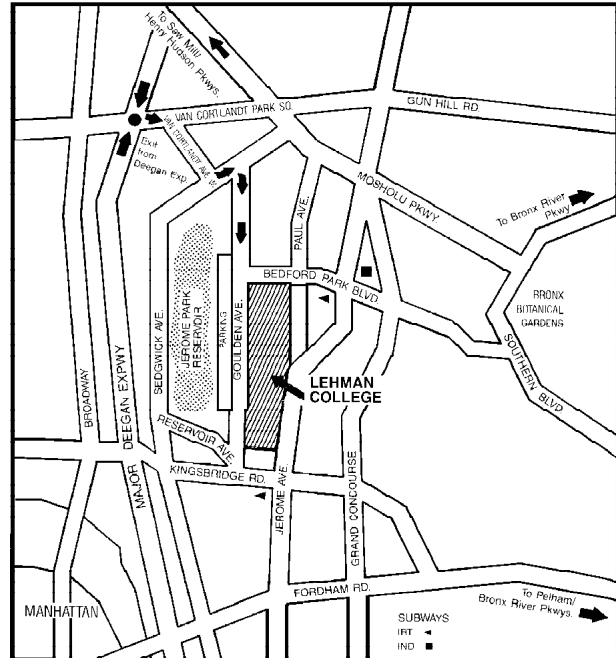 To Saw Mill/
Henry Hudson Pkwys.
VAN CORTLANDT PARK SO.
GUN HILL RD.
VAN CORTLANDT AVE. W.
Exit
from
Deegan Exp.
MOSHOLU PKWY.
To Bronx River
Pkwy
PAUL AVE.
BEDFORD PARK BLVD
BRONX
BOTANICAL
GARDENS
SOUTHERN BLVD
BROADWAY
MAJOR DEEGAN EXPWY
SEDGWICK AVE.
JEROME PARK
RESERVOIR
PARKING
GOULDEN AVE.
LEHMAN
COLLEGE
RESERVOIR AVE.
KINGSBRIDGE RD.
JEROME AVE.
GRAND CONCOURSE
FORDHAM RD.
MANHATTAN
To Pelham/
Bronx River Pkwys.
SUBWAYS
IRT
IND